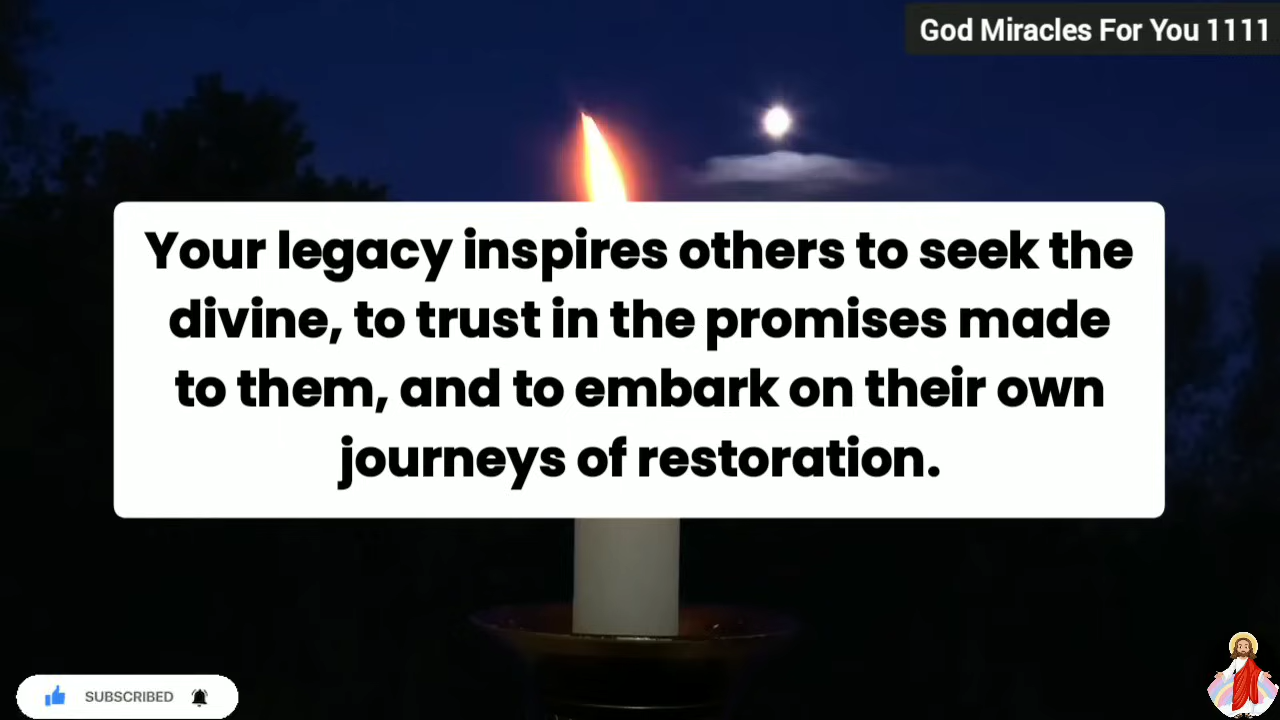 God Miracles For You 1111
Your legacy inspires others to seek the
divine, to trust in the promises made
to them, and to embark on their own
journeys of restoration.
SUBSCRIBED